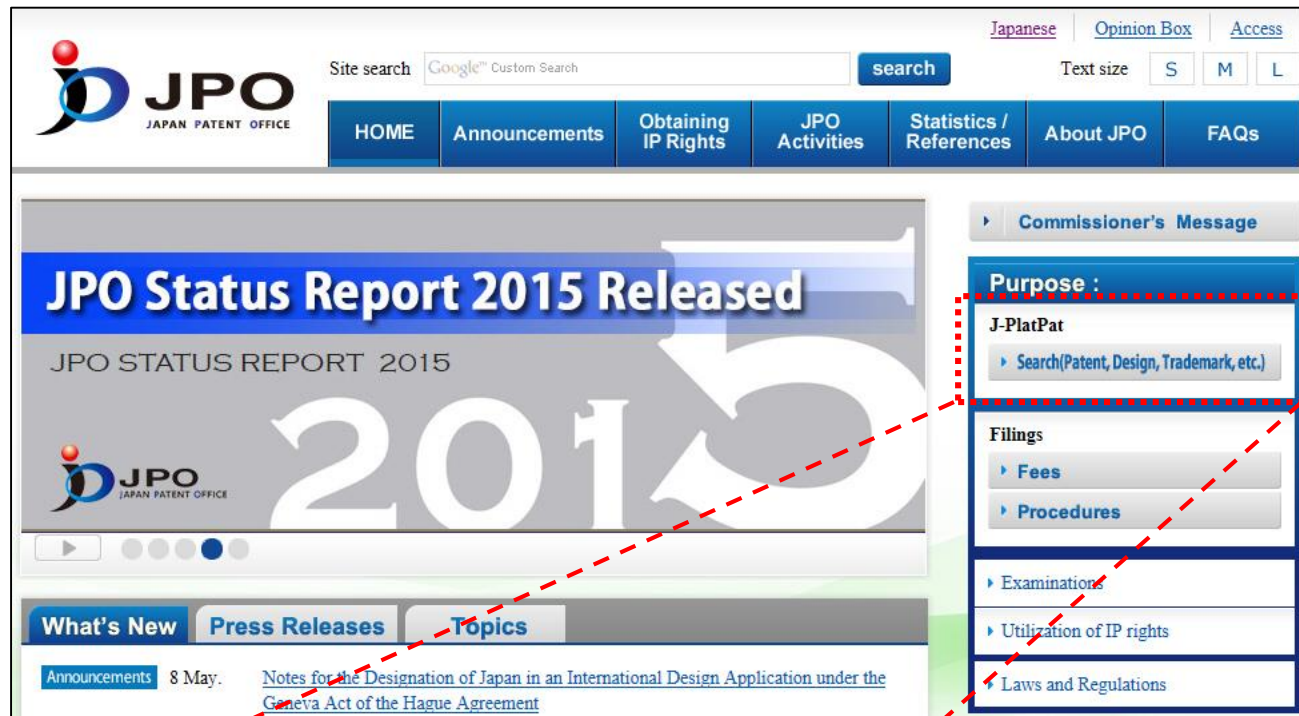 Japanese Opinion Box Access
JPO
JAPAN PATENT OFFICE
Site search Google™ Custom Search search Text size S M L
HOME Announcements Obtaining IP Rights JPO Activities Statistics / References About JPO FAQs
JPO Status Report 2015 Released
JPO STATUS REPORT 2015
2015
JPO
JAPAN PATENT OFFICE
Commissioner's Message
Purpose :
J-PlatPat
Search(Patent, Design, Trademark, etc.)
Filings
Fees
Procedures
Examinations
Utilization of IP rights
Laws and Regulations
What's New Press Releases Topics
Announcements 8 May. Notes for the Designation of Japan in an International Design Application under the
Geneva Act of the Hague Agreement